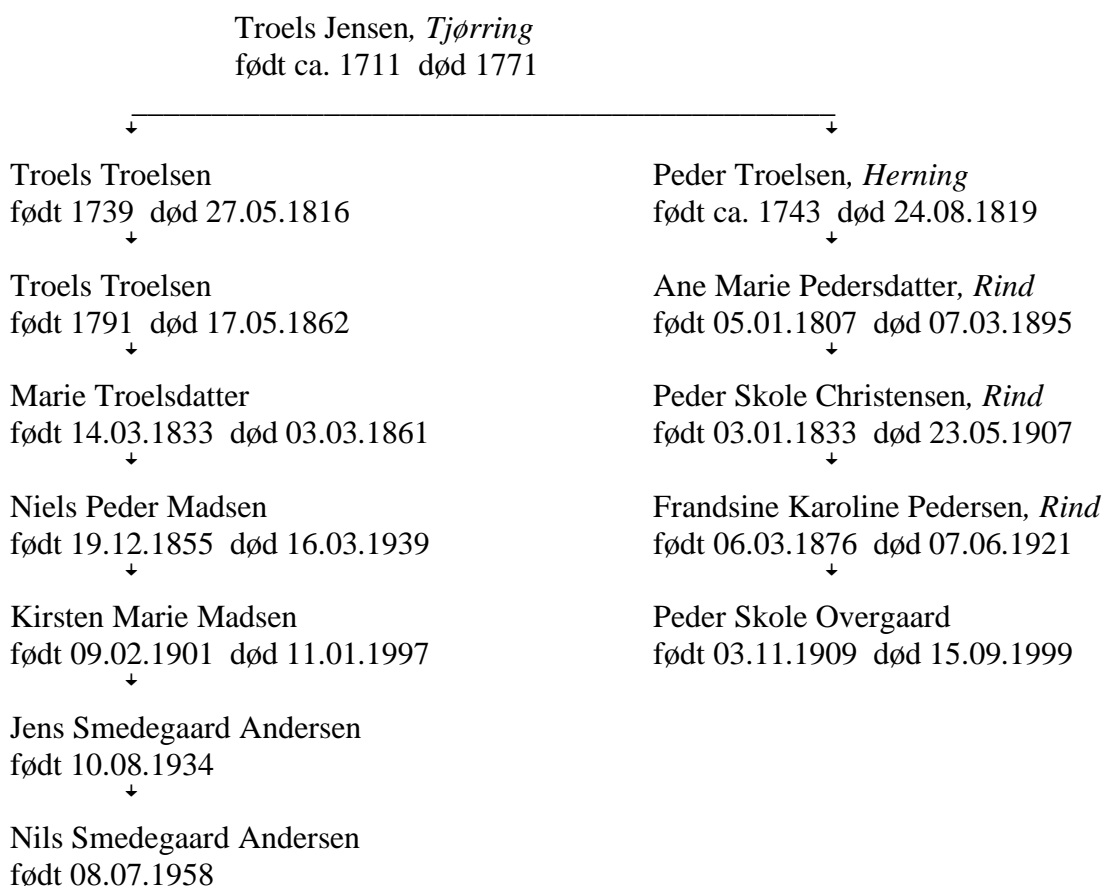 Troels Jensen, Tjørring
født ca. 1711 død 1771
Troels Troelsen
født 1739 død 27.05.1816
Troels Troelsen
født 1791 død 17.05.1862
Marie Troelsdatter
født 14.03.1833 død 03.03.1861
Niels Peder Madsen
født 19.12.1855 død 16.03.1939
Kirsten Marie Madsen
født 09.02.1901 død 11.01.1997
Jens Smedegaard Andersen
født 10.08.1934
Nils Smedegaard Andersen
født 08.07.1958
Peder Troelsen, Herning
født ca. 1743 død 24.08.1819
Ane Marie Pedersdatter, Rind
født 05.01.1807 død 07.03.1895
Peder Skole Christensen, Rind
født 03.01.1833 død 23.05.1907
Frandsine Karoline Pedersen, Rind
født 06.03.1876 død 07.06.1921
Peder Skole Overgaard
født 03.11.1909 død 15.09.1999